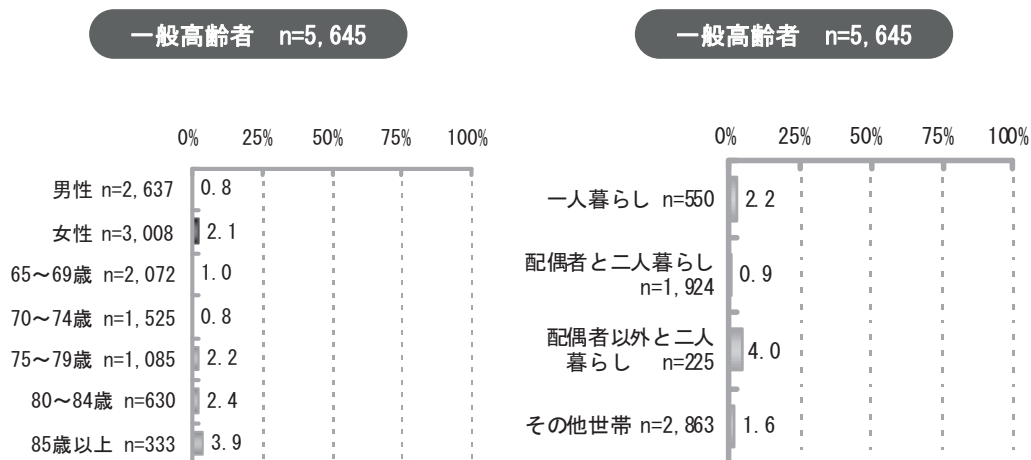 一般高齢者　n=5,645
0% 25% 50% 75% 100%
男性 n=2,637 0.8
女性 n=3,008 2.1
65～69歳 n=2,072 1.0
70～74歳 n=1,525 0.8
75～79歳 n=1,085 2.2
80～84歳 n=630 2.4
85歳以上 n=333 3.9
一般高齢者　n=5,645
0% 25% 50% 75% 100%
一人暮らし n=550 2.2
配偶者と二人暮らし
n=1,924 0.9
配偶者以外と二人
暮らし　n=225 4.0
その他世帯 n=2,863 1.6